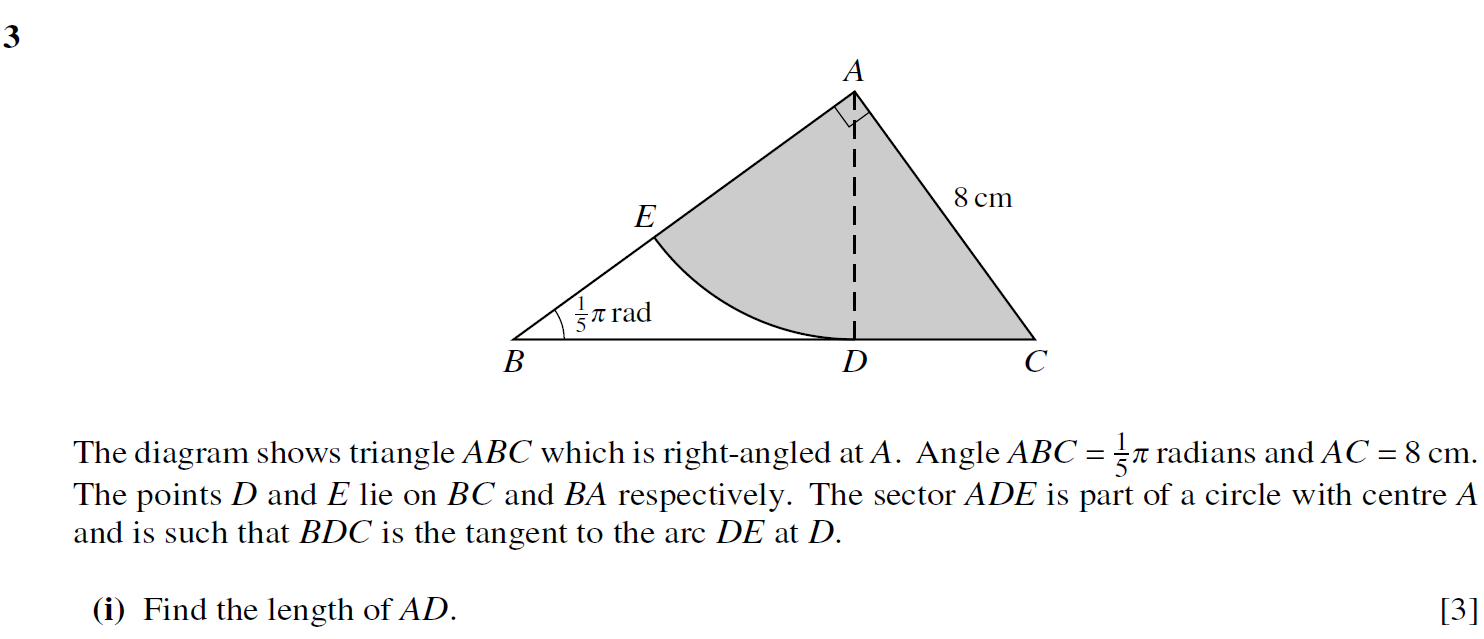 3
A
8 cm
E
1/5 π rad
B
D
C
The diagram shows triangle ABC which is right-angled at A. Angle ABC = 1/5 π radians and AC = 8 cm.
The points D and E lie on BC and BA respectively. The sector ADE is part of a circle with centre A
and is such that BDC is the tangent to the arc DE at D.
(i) Find the length of AD. [3]